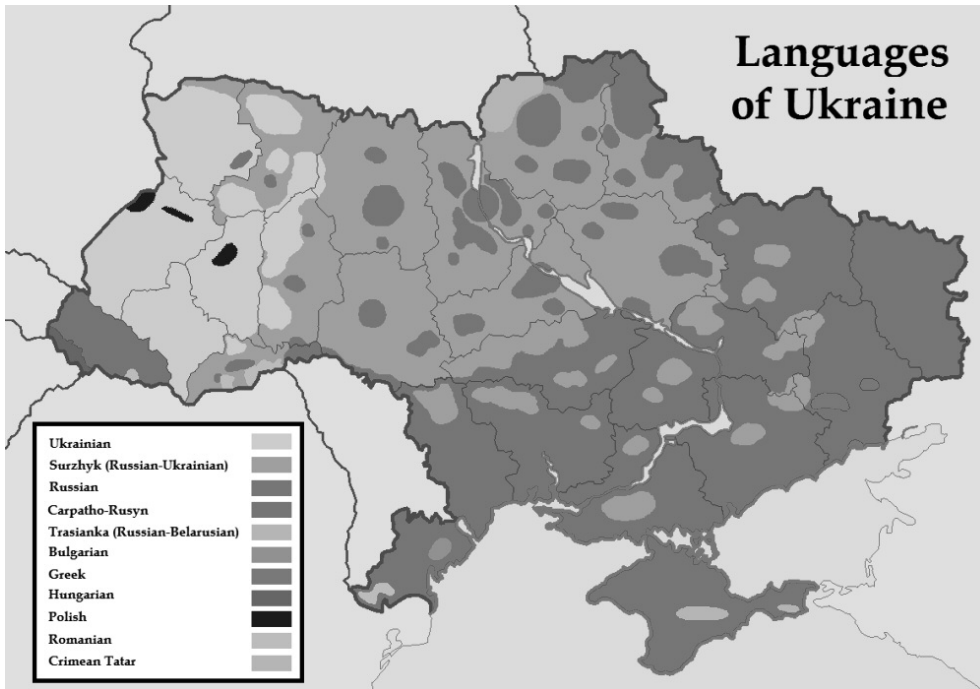 Languages
of Ukraine
Ukrainian
Surzhyk (Russian-Ukrainian)
Russian
Carpatho-Rusyn
Trasianka (Russian-Belarusian)
Bulgarian
Greek
Hungarian
Polish
Romanian
Crimean Tatar